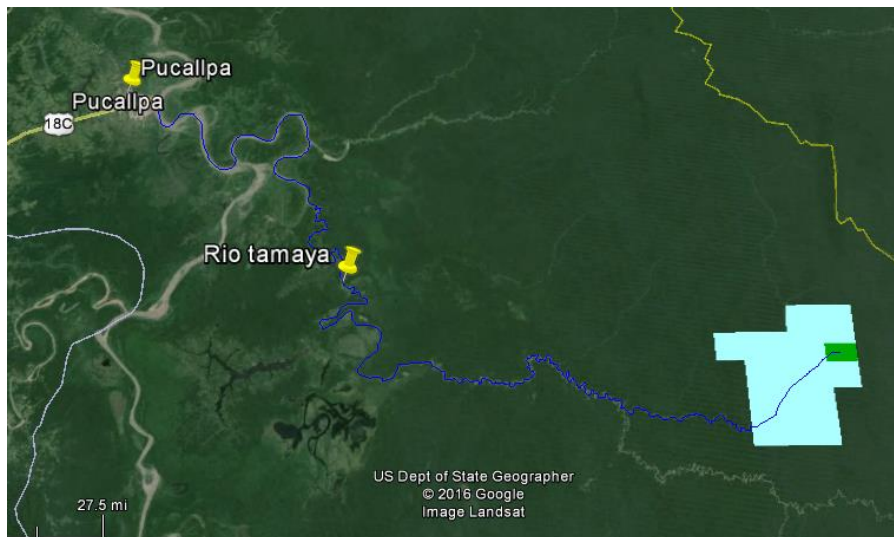 Pucallpa
Pucallpa
18C
Rio tamaya
US Dept of State Geographer
© 2016 Google
Image Landsat
27.5 mi